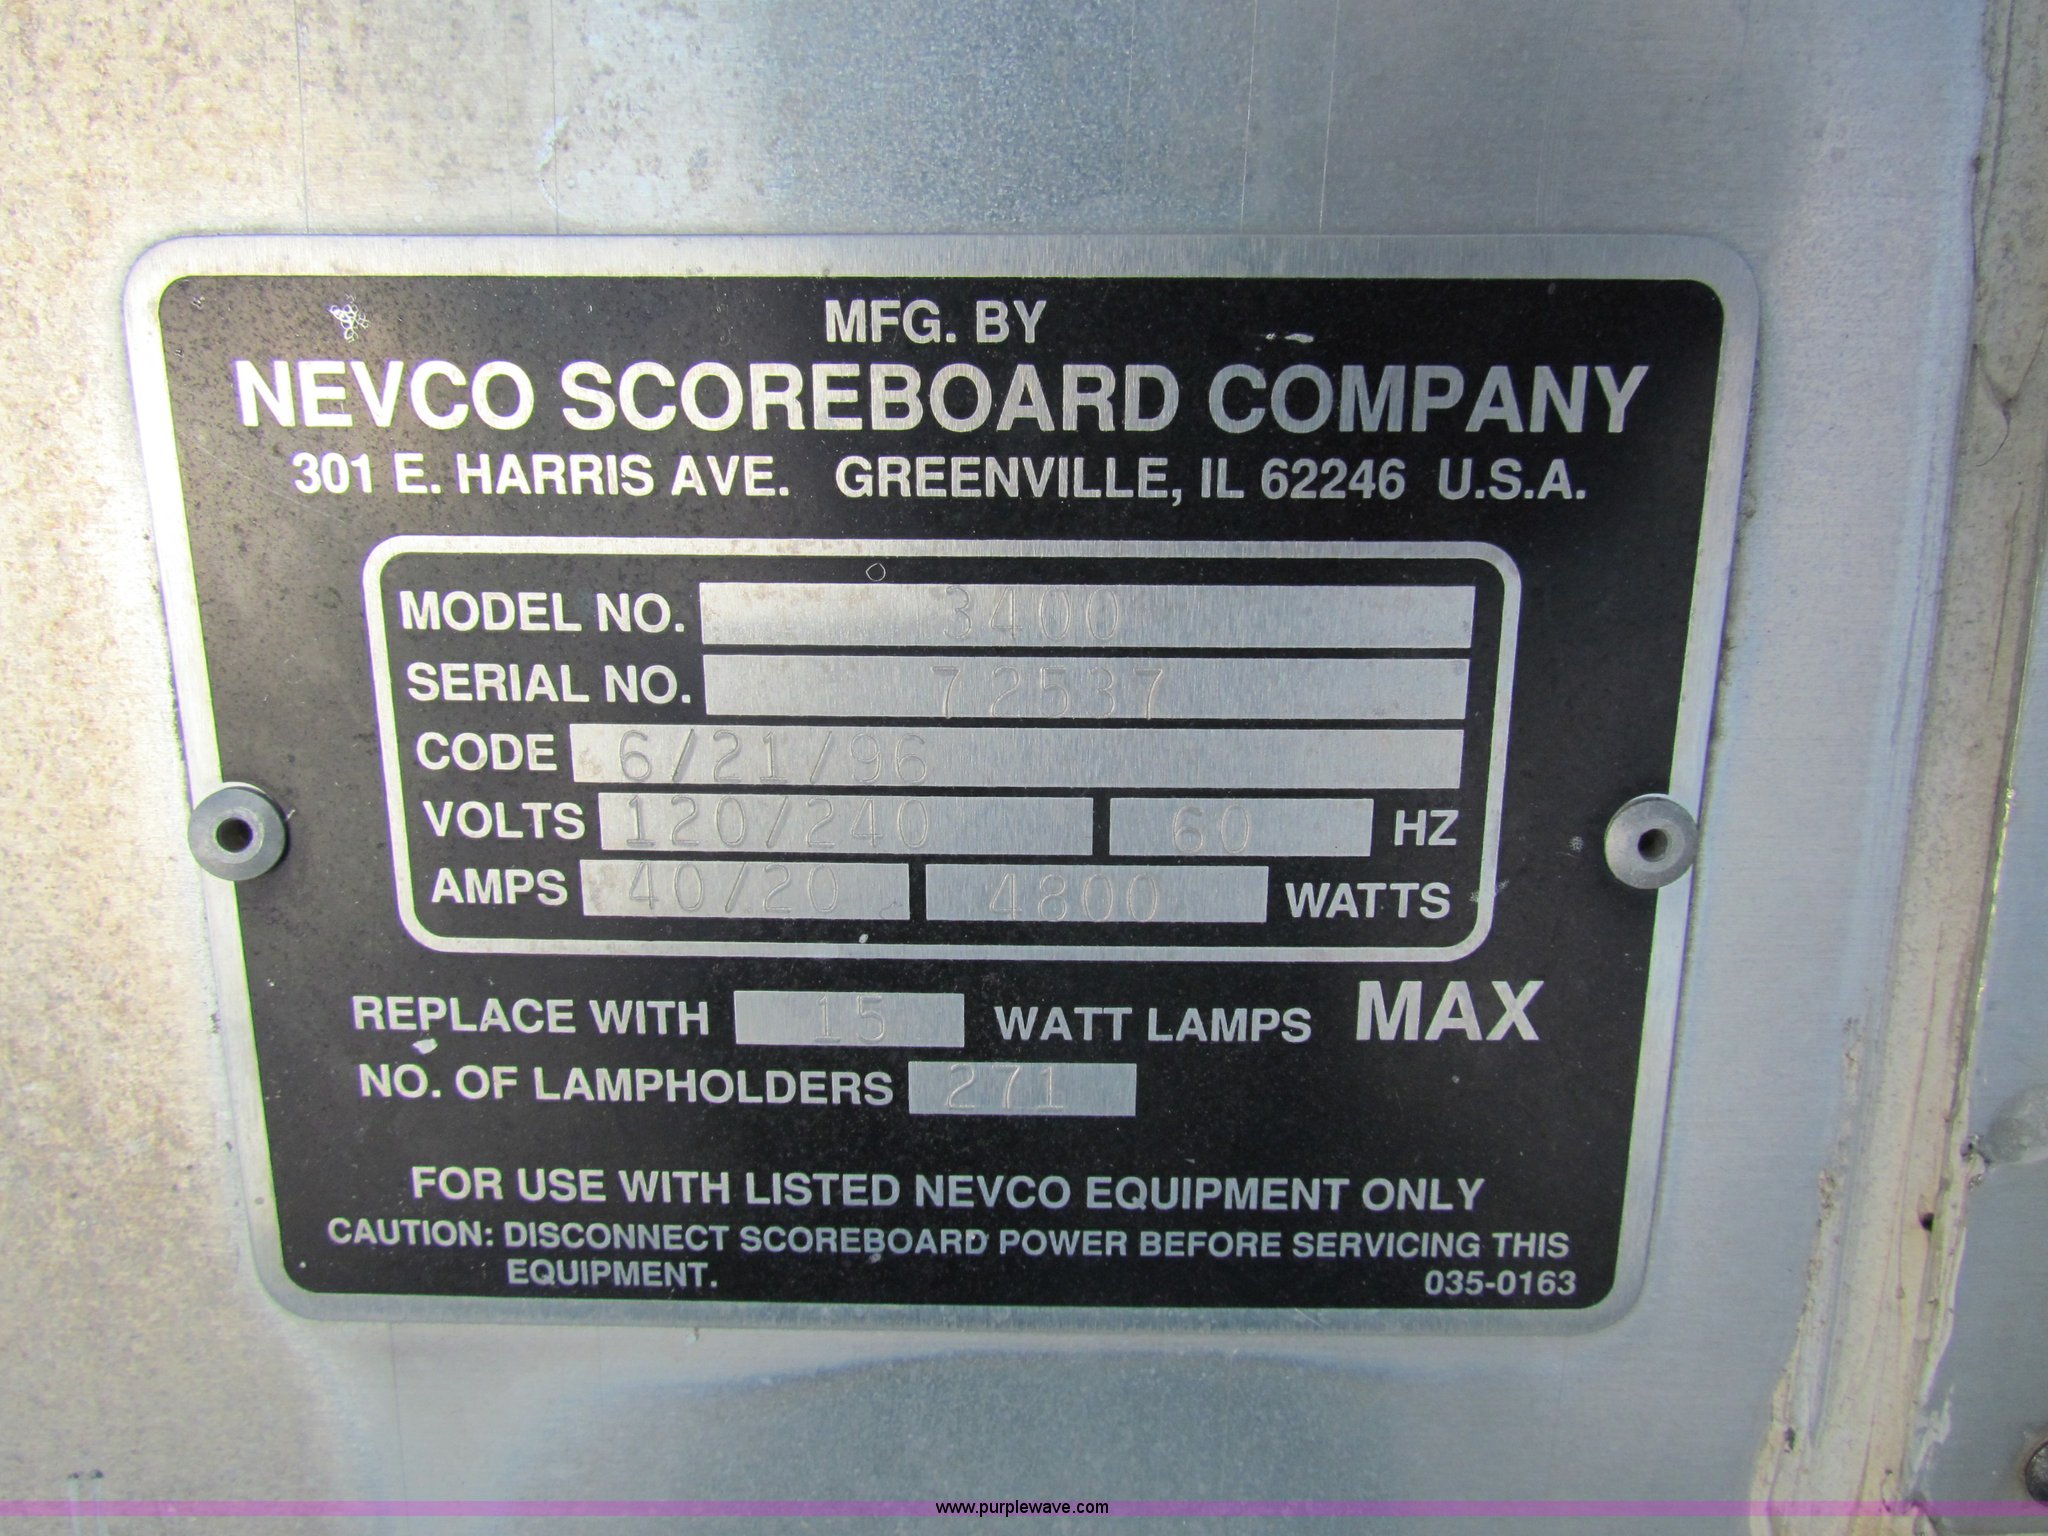 MFG. BY
NEVCO SCOREBOARD COMPANY
301 E. HARRIS AVE. GREENVILLE, IL 62246 U.S.A.
MODEL NO. 3400
SERIAL NO. 72537
CODE 6/21/96
VOLTS 120/240 60 HZ
AMPS 40/20 4800 WATTS
REPLACE WITH 15 WATT LAMPS MAX
NO. OF LAMPHOLDERS 271
FOR USE WITH LISTED NEVCO EQUIPMENT ONLY
CAUTION: DISCONNECT SCOREBOARD POWER BEFORE SERVICING THIS
EQUIPMENT. 035-0163
www.purplewave.com